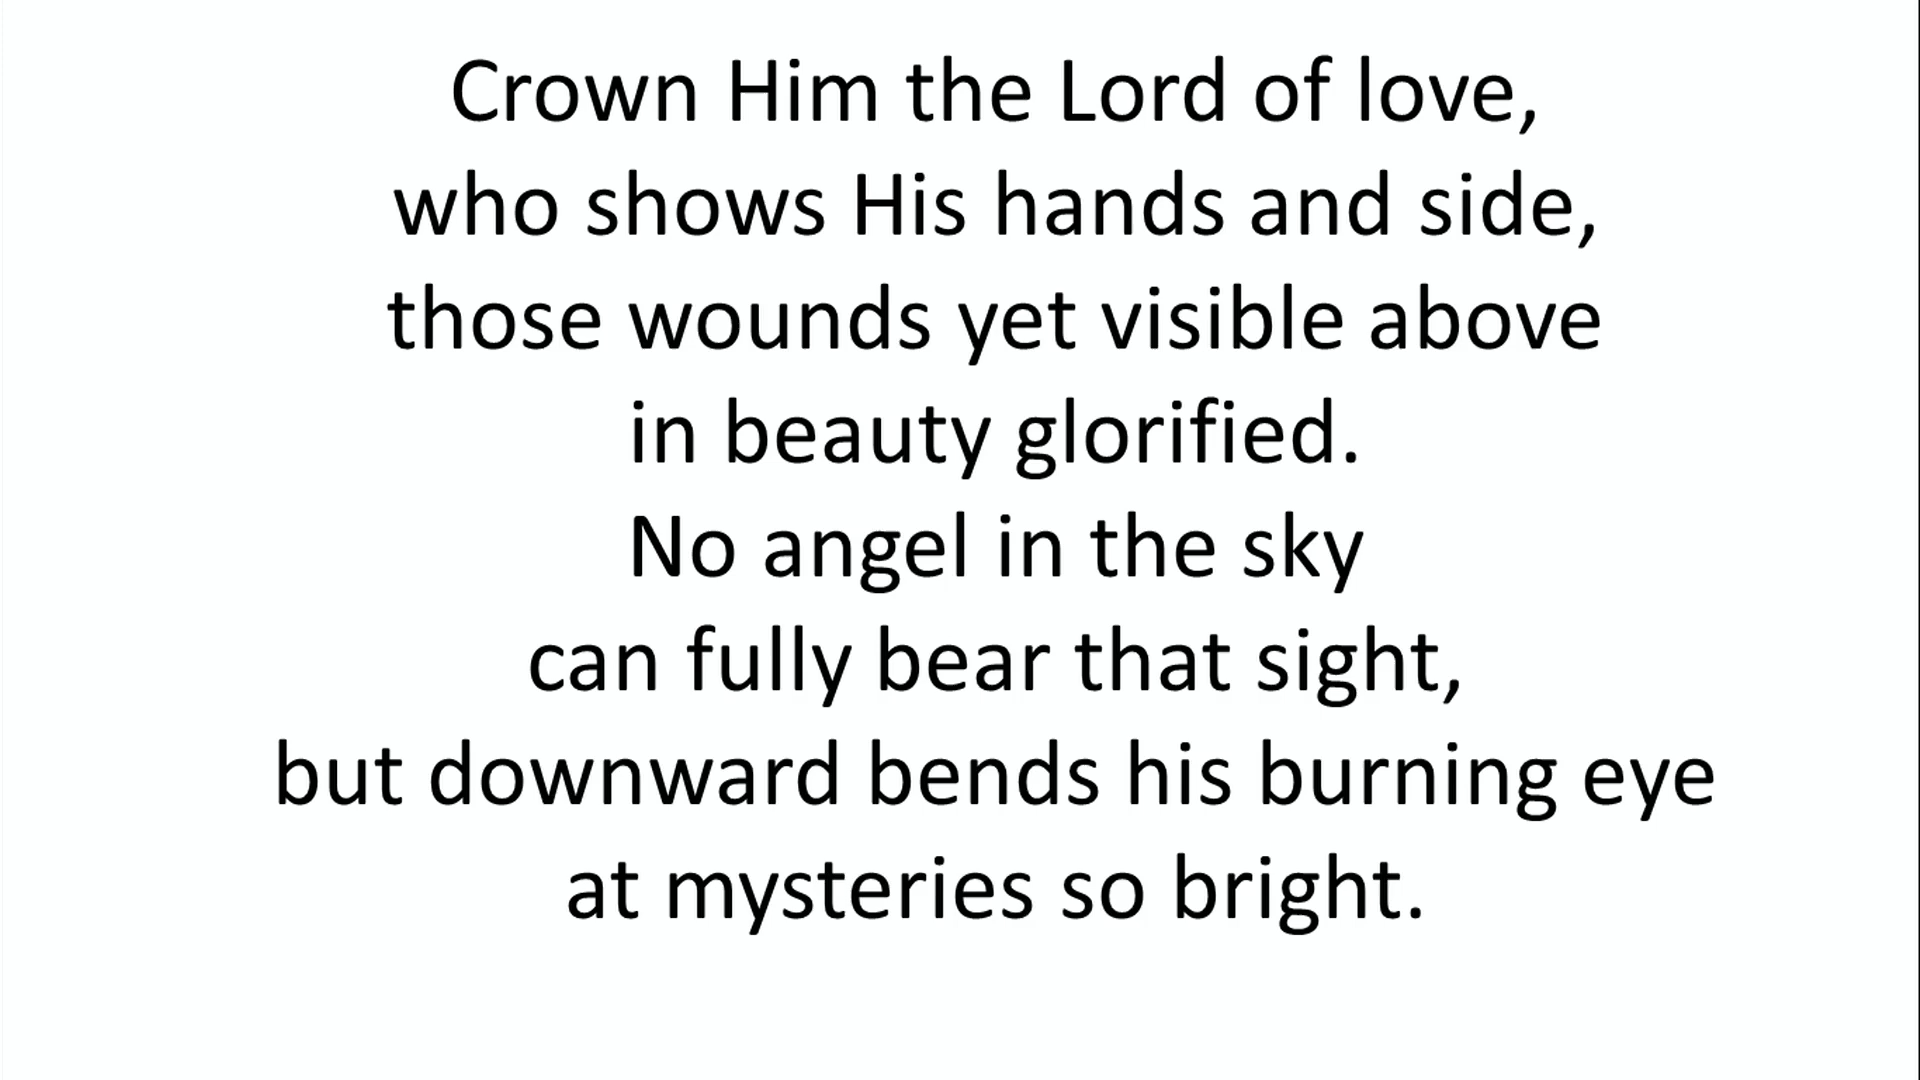 Crown Him the Lord of love,
who shows His hands and side,
those wounds yet visible above
in beauty glorified.
No angel in the sky
can fully bear that sight,
but downward bends his burning eye
at mysteries so bright.